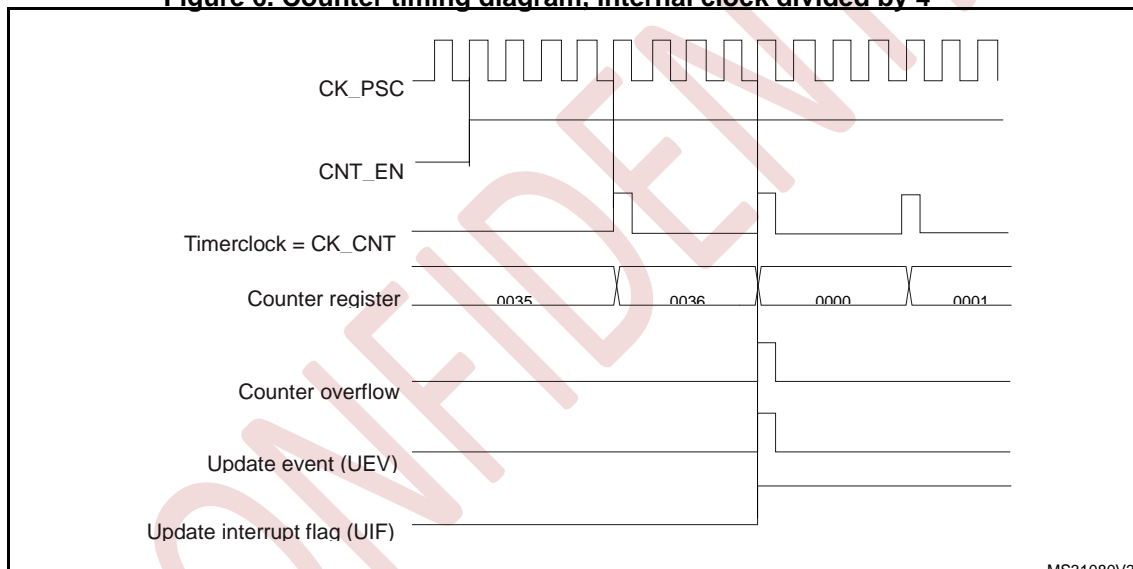 Figure 6. Counter timing diagram, internal clock divided by 4
CK_PSC
CNT_EN
Timerclock = CK_CNT
Counter register
0035
0036
0000
0001
Counter overflow
Update event (UEV)
Update interrupt flag (UIF)
CONFIDENT